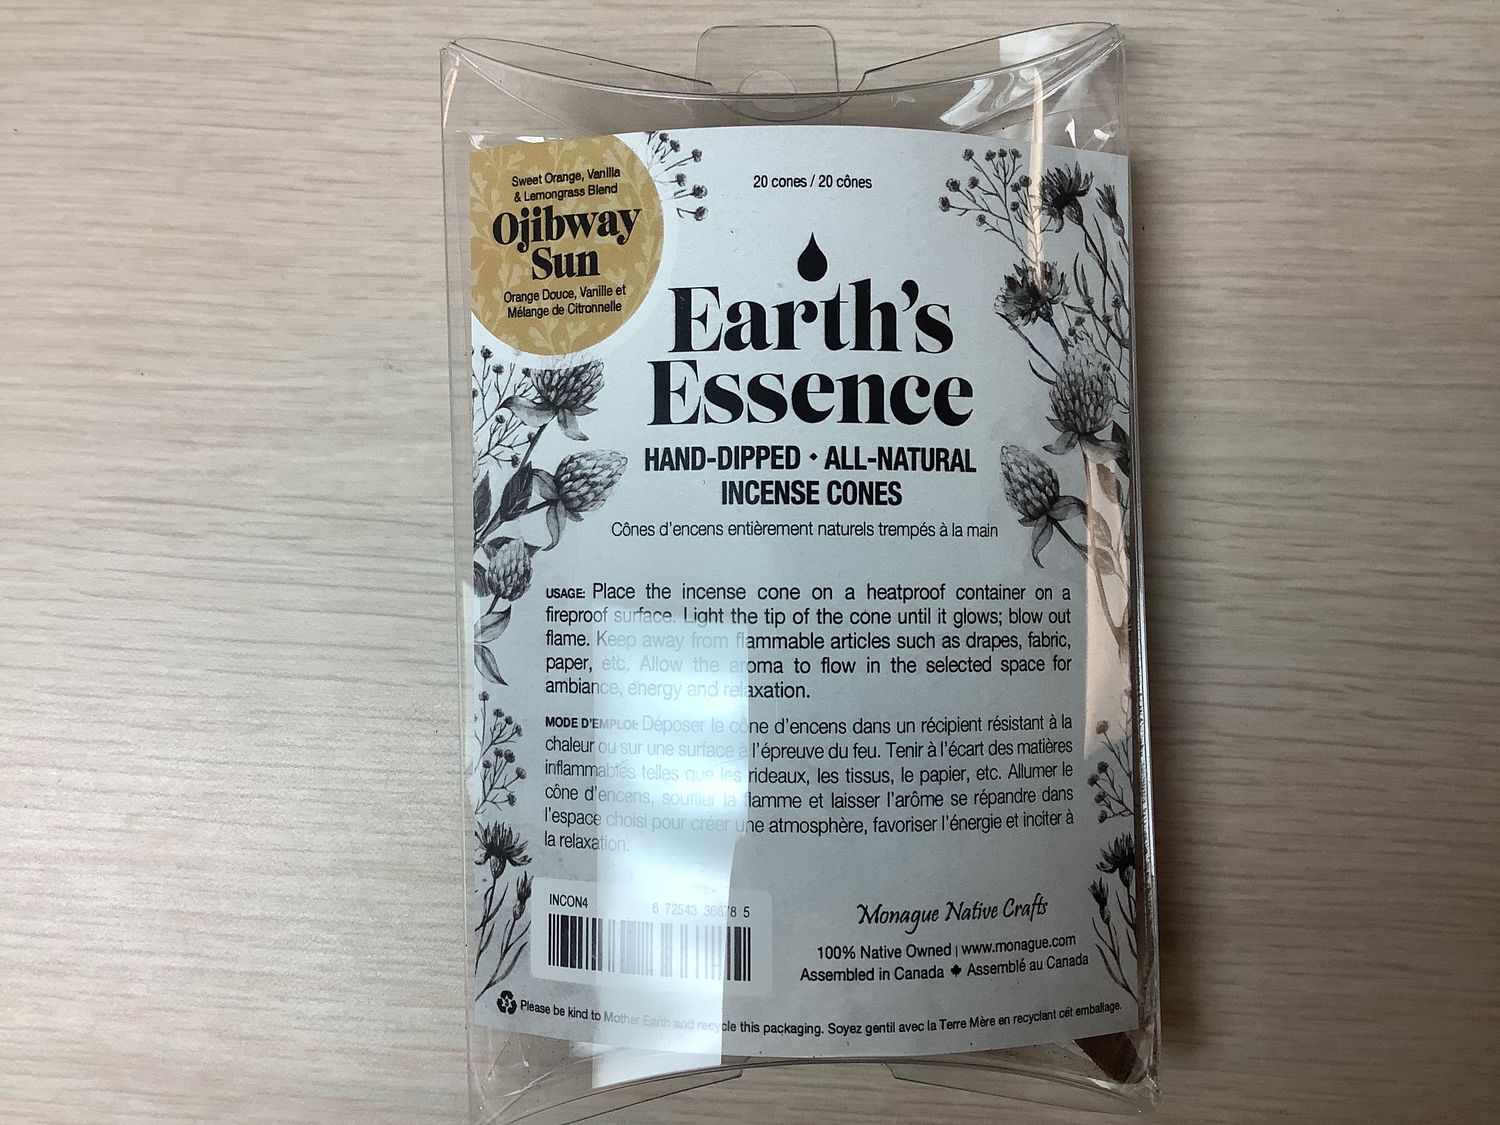 Sweet Orange, Vanilla
& Lemongrass Blend
Ojibway
Sun
Orange Douce, Vanille et
Mélange de Citronnelle
20 cones / 20 cônes
Earth's
Essence
HAND-DIPPED • ALL-NATURAL
INCENSE CONES
Cônes d'encens entièrement naturels trempés à la main
USAGE: Place the incense cone on a heatproof container on a
fireproof surface. Light the tip of the cone until it glows; blow out
flame. Keep away from flammable articles such as drapes, fabric,
paper, etc. Allow the aroma to flow in the selected space for
ambiance, energy and relaxation.
MODE D'EMPLOI: Déposer le cône d'encens dans un récipient résistant à la
chaleur ou sur une surface à l'épreuve du feu. Tenir à l'écart des matières
inflammables telles que les rideaux, les tissus, le papier, etc. Allumer le
cône d'encens, souffler la flamme et laisser l'arôme se répandre dans
l'espace choisi pour créer une atmosphère, favoriser l'énergie et inciter à
la relaxation.
INCON4
6 72543 36678 5
Monague Native Crafts
100% Native Owned | www.monague.com
Assembled in Canada Assemblé au Canada
Please be kind to Mother Earth and recycle this packaging. Soyez gentil avec la Terre Mère en recyclant cet emballage.